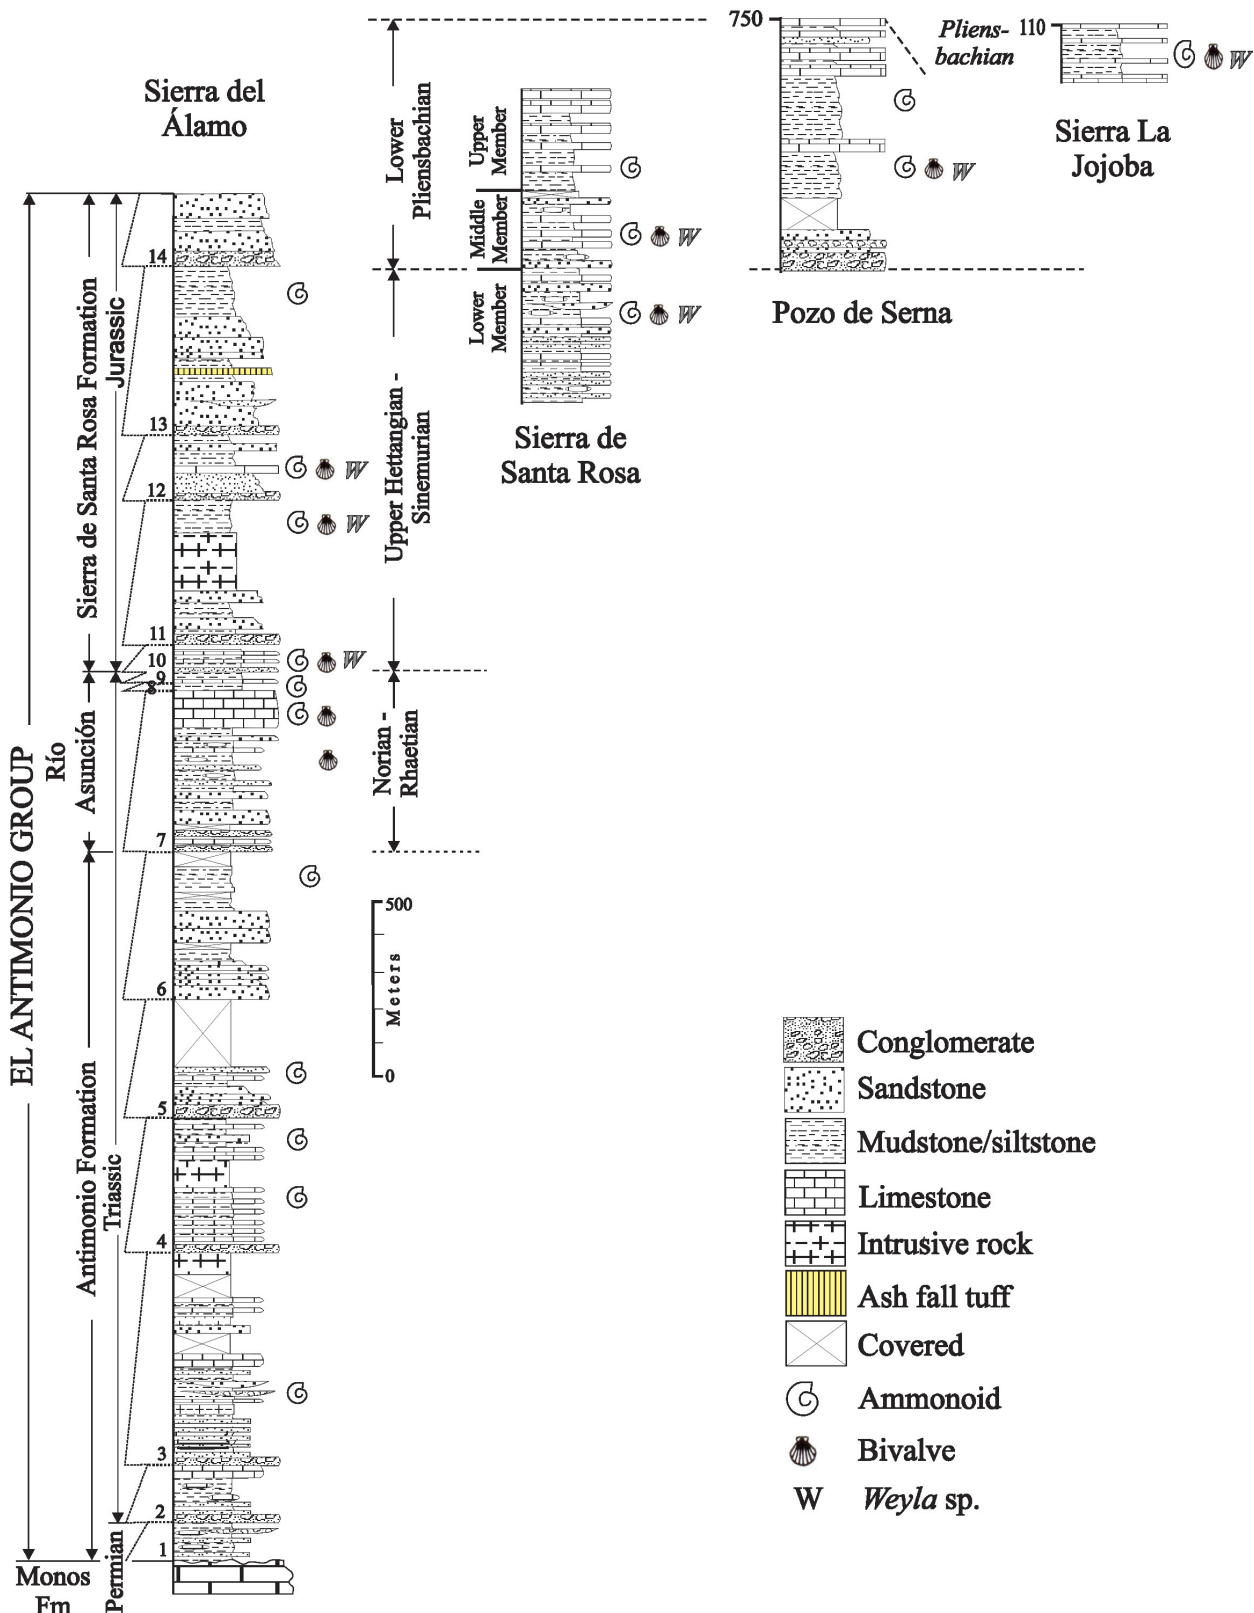 Sierra del
Álamo
EL ANTIMONIO GROUP
Sierra de Santa Rosa Formation
Río
Asunción
Antimonio Formation
Jurassic
Triassic
Permian
Monos
Fm
14
13
12
11
10
9
8
7
6
5
4
3
2
1
W
W
W
Lower
Pliensbachian
Upper Hettangian -
Sinemurian
Norian -
Rhaetian
500
Meters
0
Upper
Member
Middle
Member
Lower
Member
W
W
Sierra de
Santa Rosa
750
W
Pozo de Serna
Pliens-
bachian
110
W
Sierra La
Jojoba
Conglomerate
Sandstone
Mudstone/siltstone
Limestone
Intrusive rock
Ash fall tuff
Covered
Ammonoid
Bivalve
W Weyla sp.